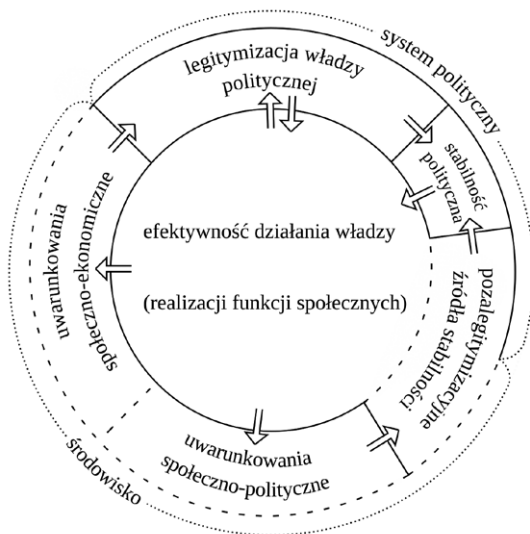 system polityczny
legitymizacja władzy
politycznej
stabilność
polityczna
uwarunkowania
społeczno-ekonomiczne
efektywność działania władzy
(realizacji funkcji społecznych)
pozalegitymizacyjne
źródła stabilności
uwarunkowania
społeczno-polityczne
środowisko